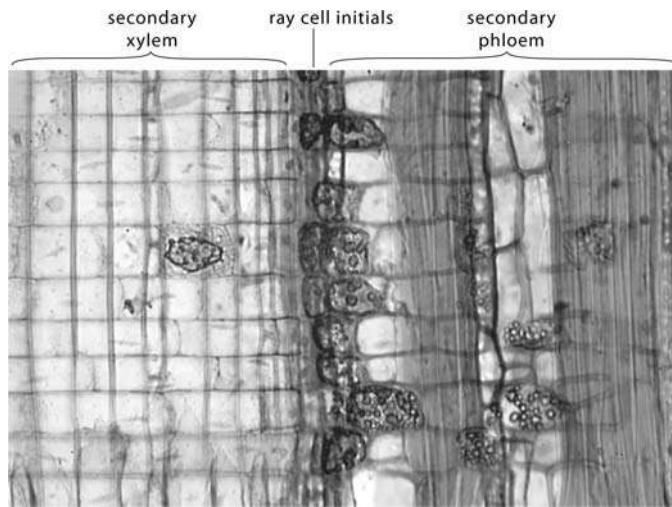 secondary
xylem
ray cell initials
secondary
phloem